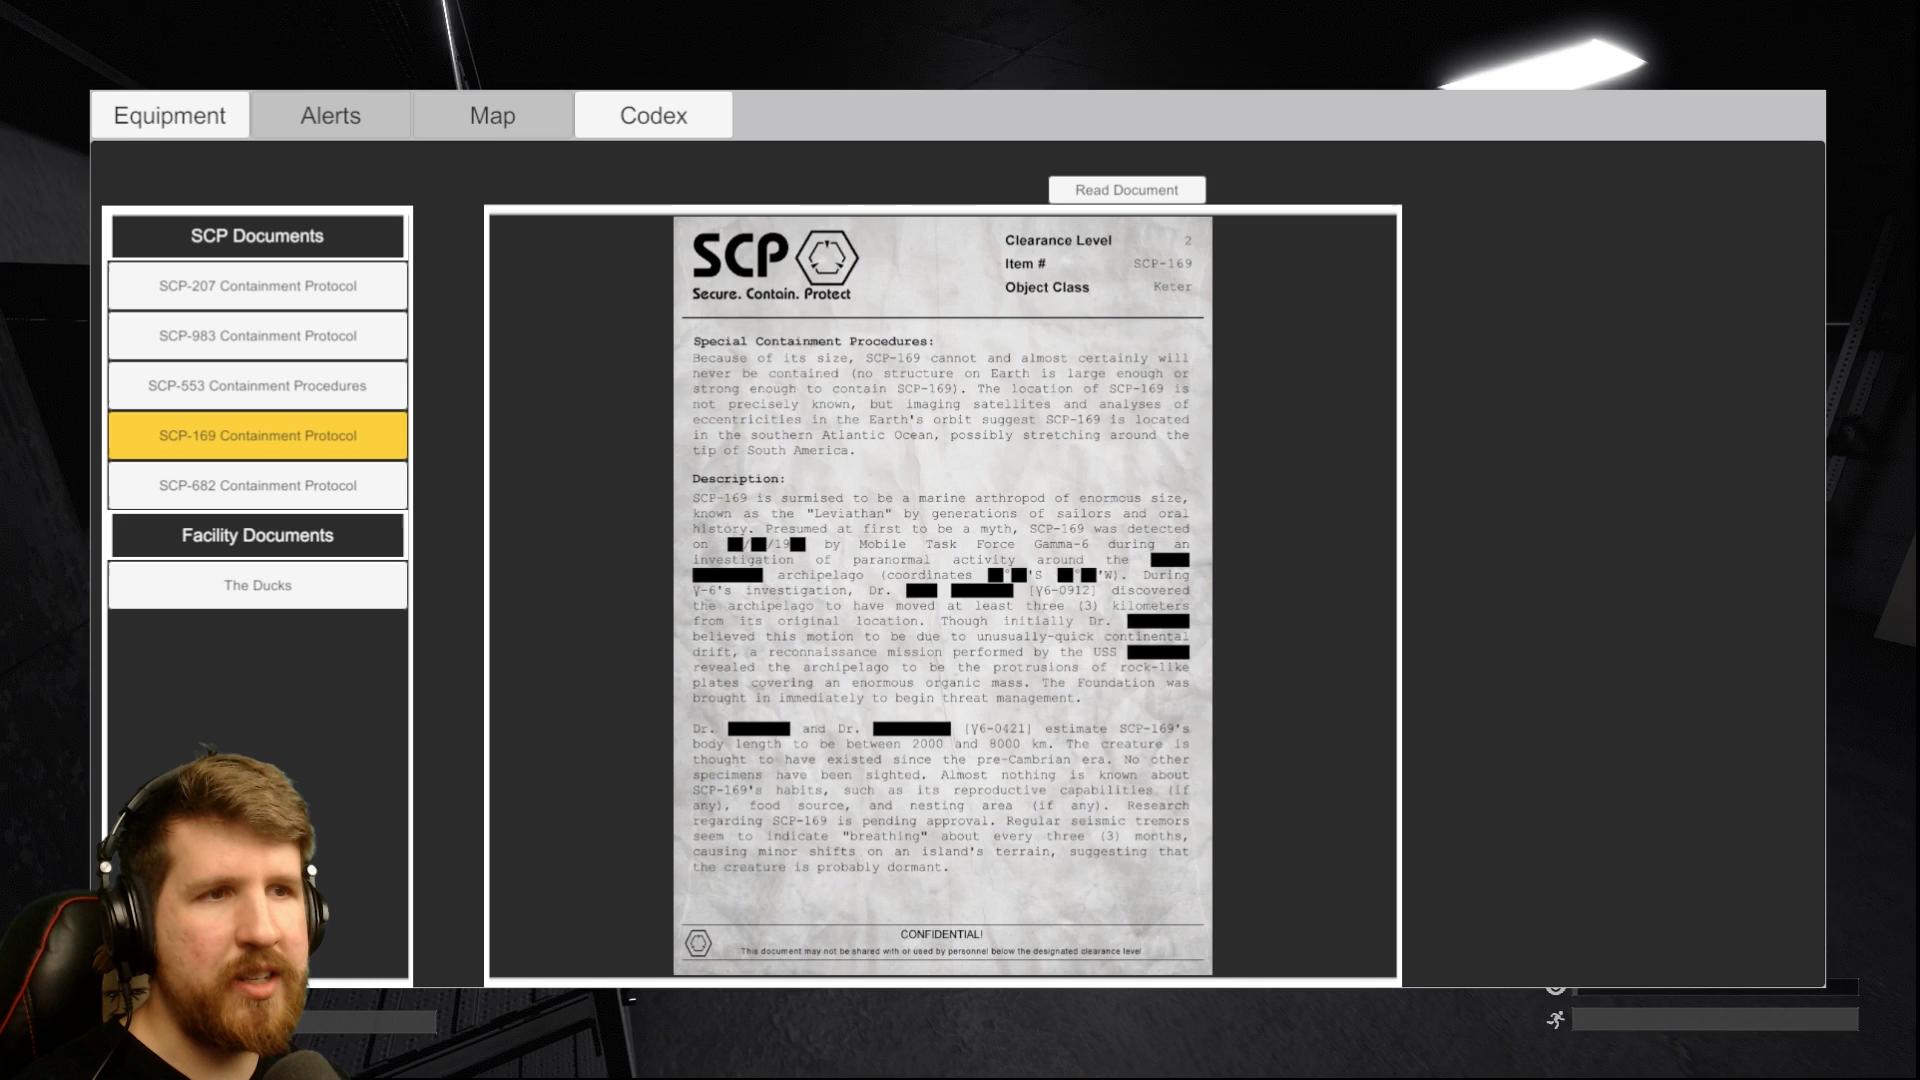 Equipment
Alerts
Map
Codex
Read Document
SCP Documents
SCP-207 Containment Protocol
SCP-983 Containment Protocol
SCP-553 Containment Procedures
SCP-169 Containment Protocol
SCP-682 Containment Protocol
Facility Documents
The Ducks
SCP
Secure. Contain. Protect
Clearance Level 2
Item # SCP-169
Object Class Keter
Special Containment Procedures:
Because of its size, SCP-169 cannot and almost certainly will
never be contained (no structure on Earth is large enough or
strong enough to contain SCP-169). The location of SCP-169 is
not precisely known, but imaging satellites and analyses of
eccentricities in the Earth's orbit suggest SCP-169 is located
in the southern Atlantic Ocean, possibly stretching around the
tip of South America.
Description:
SCP-169 is surmised to be a marine arthropod of enormous size,
known as the "Leviathan" by generations of sailors and oral
history. Presumed at first to be a myth, SCP-169 was detected
on / /19 by Mobile Task Force Gamma-6 during an
investigation of paranormal activity around the
archipelago (coordinates ° 'S ° 'W). During
γ-6's investigation, Dr. [γ6-0912] discovered
the archipelago to have moved at least three (3) kilometers
from its original location. Though initially Dr.
believed this motion to be due to unusually-quick continental
drift, a reconnaissance mission performed by the USS
revealed the archipelago to be the protrusions of rock-like
plates covering an enormous organic mass. The Foundation was
brought in immediately to begin threat management.
Dr. and Dr. [γ6-0421] estimate SCP-169's
body length to be between 2000 and 8000 km. The creature is
thought to have existed since the pre-Cambrian era. No other
specimens have been sighted. Almost nothing is known about
SCP-169's habits, such as its reproductive capabilities (if
any), food source, and nesting area (if any). Research
regarding SCP-169 is pending approval. Regular seismic tremors
seem to indicate "breathing" about every three (3) months,
causing minor shifts on an island's terrain, suggesting that
the creature is probably dormant.
CONFIDENTIAL!
This document may not be shared with or used by personnel below the designated clearance level